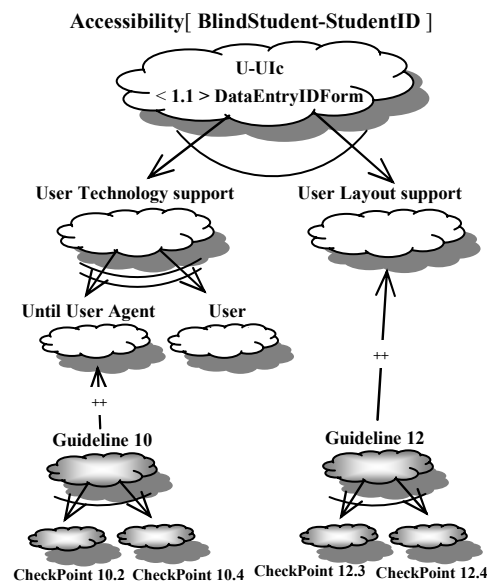 Accessibility[ BlindStudent-StudentID ]
U-UIc
< 1.1 > DataEntryIDForm
User Technology support User Layout support
Until User Agent User
++
++
Guideline 10 Guideline 12
CheckPoint 10.2 CheckPoint 10.4 CheckPoint 12.3 CheckPoint 12.4